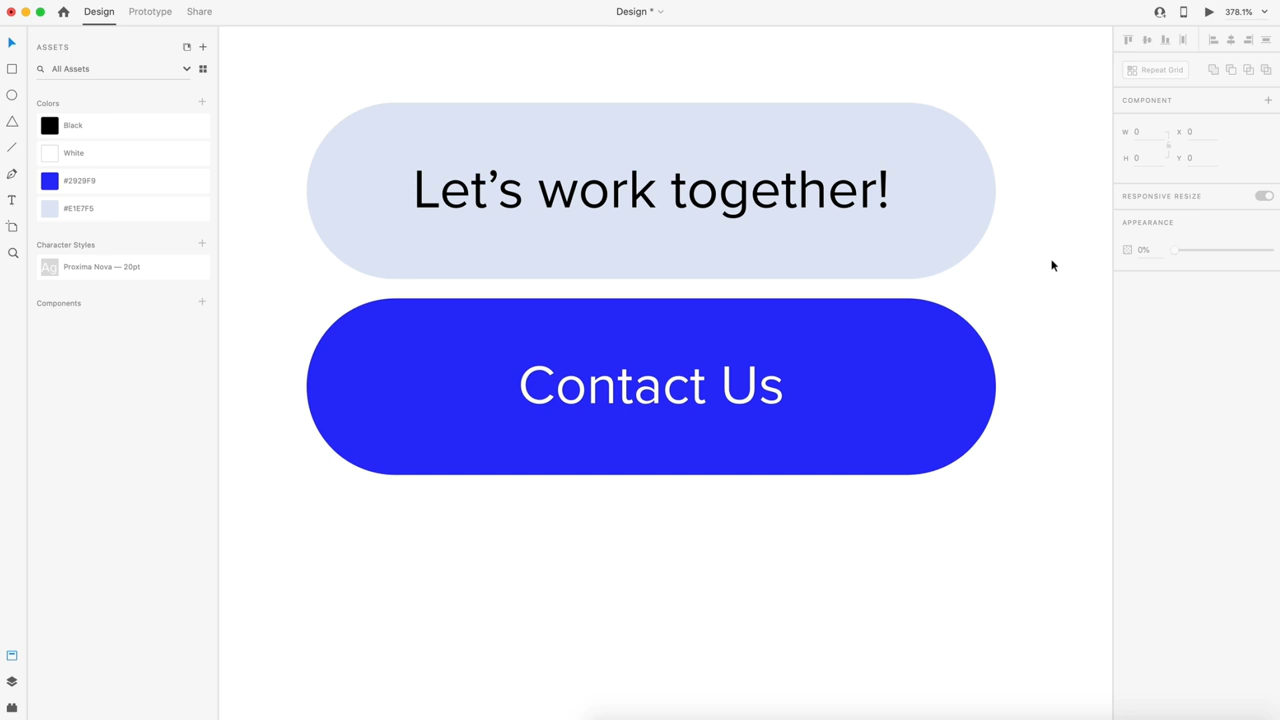 Design Prototype Share
Design *
378.1%
ASSETS
All Assets
Colors
Black
White
#2929F9
#E1E7F5
Character Styles
Ag Proxima Nova — 20pt
Components
Let’s work together!
Contact Us
Repeat Grid
COMPONENT
W 0 X 0
H 0 Y 0
RESPONSIVE RESIZE
APPEARANCE
0%
T